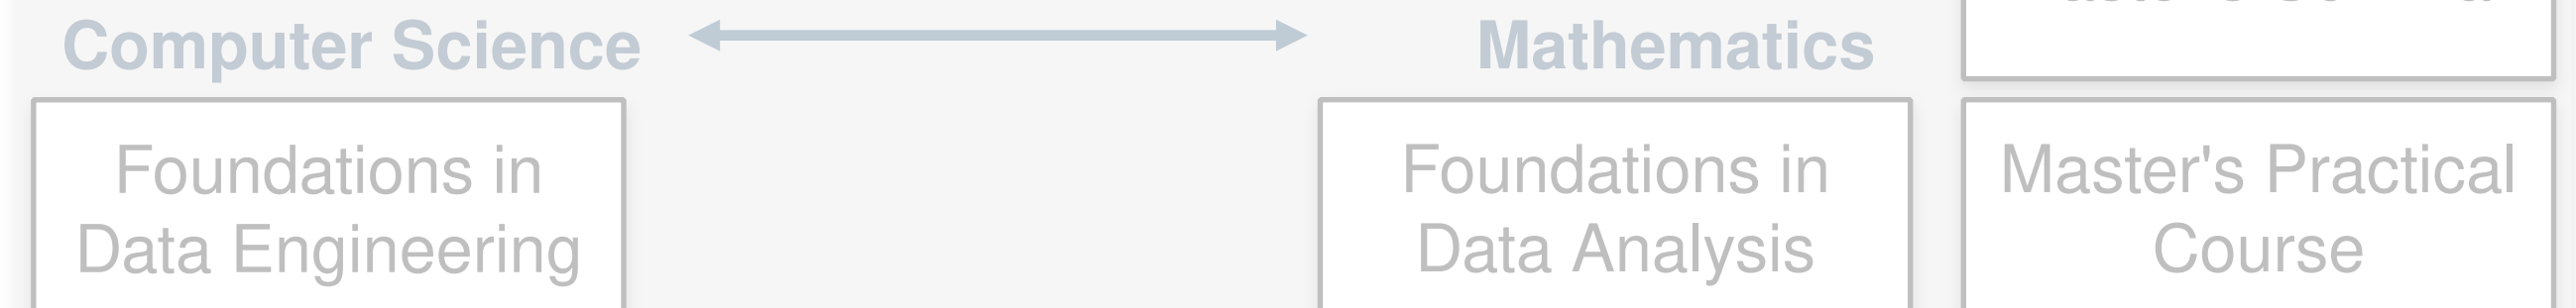 Computer Science
Mathematics
Foundations in
Data Engineering
Foundations in
Data Analysis
Master's Practical
Course